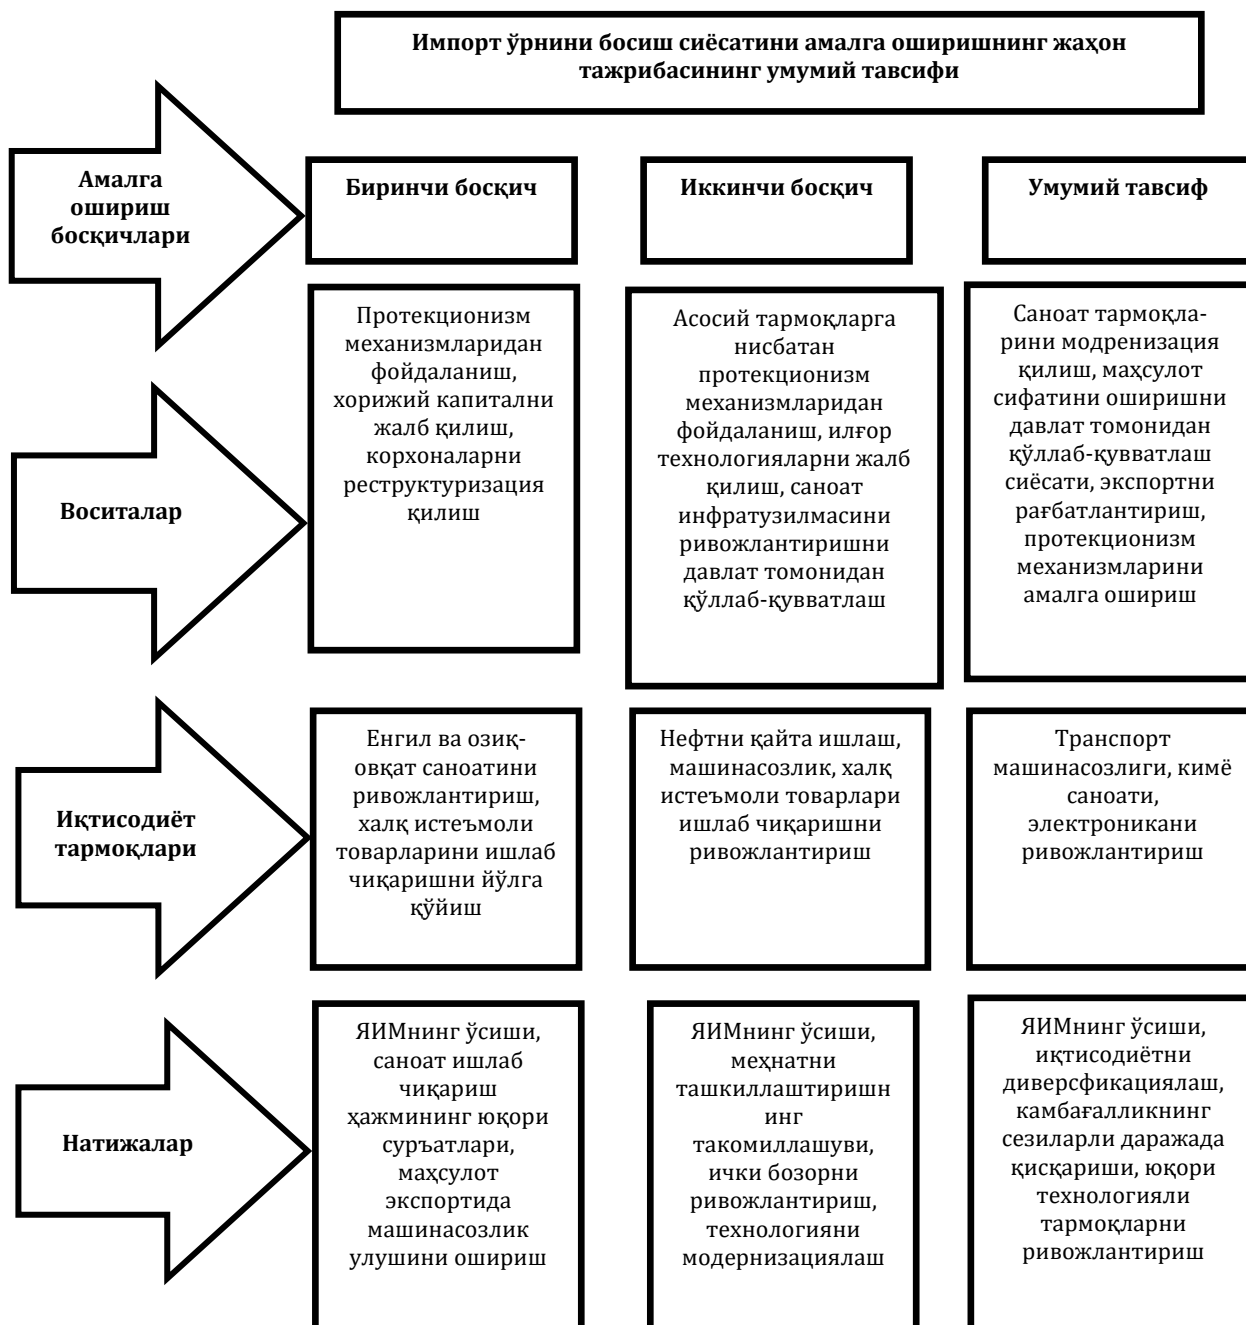 Импорт ўрнини босиш сиёсатини амалга оширишнинг жаҳон
тажрибасининг умумий тавсифи
Амалга
ошириш
босқичлари
Биринчи босқич
Иккинчи босқич
Умумий тавсиф
Воситалар
Протекционизм
механизмларидан
фойдаланиш,
хорижий капитални
жалб қилиш,
корхоналарни
реструктуризация
қилиш
Асосий тармоқларга
нисбатан
протекционизм
механизмларидан
фойдаланиш, илғор
технологияларни жалб
қилиш, саноат
инфратузилмасини
ривожлантиришни
давлат томонидан
қўллаб-қувватлаш
Саноат тармоқла-
рини модренизация
қилиш, маҳсулот
сифатини оширишни
давлат томонидан
қўллаб-қувватлаш
сиёсати, экспортни
рағбатлантириш,
протекционизм
механизмларини
амалга ошириш
Иқтисодиёт
тармоқлари
Енгил ва озиқ-
овқат саноатини
ривожлантириш,
халқ истеъмоли
товарларини ишлаб
чиқаришни йўлга
қўйиш
Нефтни қайта ишлаш,
машинасозлик, халқ
истеъмоли товарлари
ишлаб чиқаришни
ривожлантириш
Транспорт
машинасозлиги, кимё
саноати,
электроникани
ривожлантириш
Натижалар
ЯИМнинг ўсиши,
саноат ишлаб
чиқариш
ҳажмининг юқори
суръатлари,
маҳсулот
экспортида
машинасозлик
улушини ошириш
ЯИМнинг ўсиши,
меҳнатни
ташкиллаштиришн
инг
такомиллашуви,
ички бозорни
ривожлантириш,
технологияни
модернизациялаш
ЯИМнинг ўсиши,
иқтисодиётни
диверсфикациялаш,
камбағалликнинг
сезиларли даражада
қисқариши, юқори
технологияли
тармоқларни
ривожлантириш